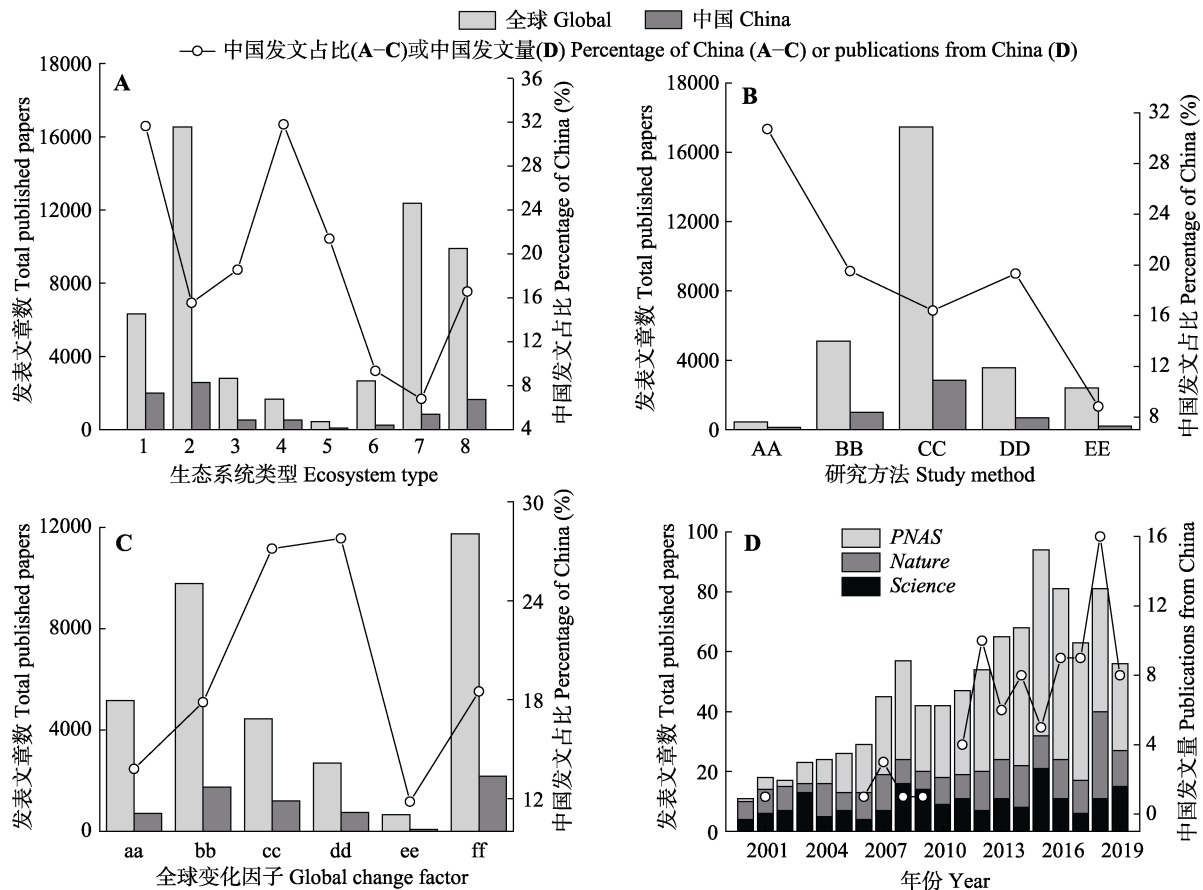 全球 Global 中国 China
中国发文占比(A−C)或中国发文量(D) Percentage of China (A−C) or publications from China (D)
A
发表文章数 Total published papers
18000
16000
12000
8000
4000
0
1 2 3 4 5 6 7 8
生态系统类型 Ecosystem type
36
32
28
24
20
16
12
8
4
中国发文占比 Percentage of China (%)
B
发表文章数 Total published papers
18000
16000
12000
8000
4000
0
AA BB CC DD EE
研究方法 Study method
32
28
24
20
16
12
8
中国发文占比 Percentage of China (%)
C
发表文章数 Total published papers
12000
8000
4000
0
aa bb cc dd ee ff
全球变化因子 Global change factor
30
24
18
12
中国发文占比 Percentage of China (%)
D
PNAS
Nature
Science
发表文章数 Total published papers
100
80
60
40
20
0
2001 2004 2007 2010 2013 2016 2019
年份 Year
16
12
8
4
0
中国发文量 Publications from China